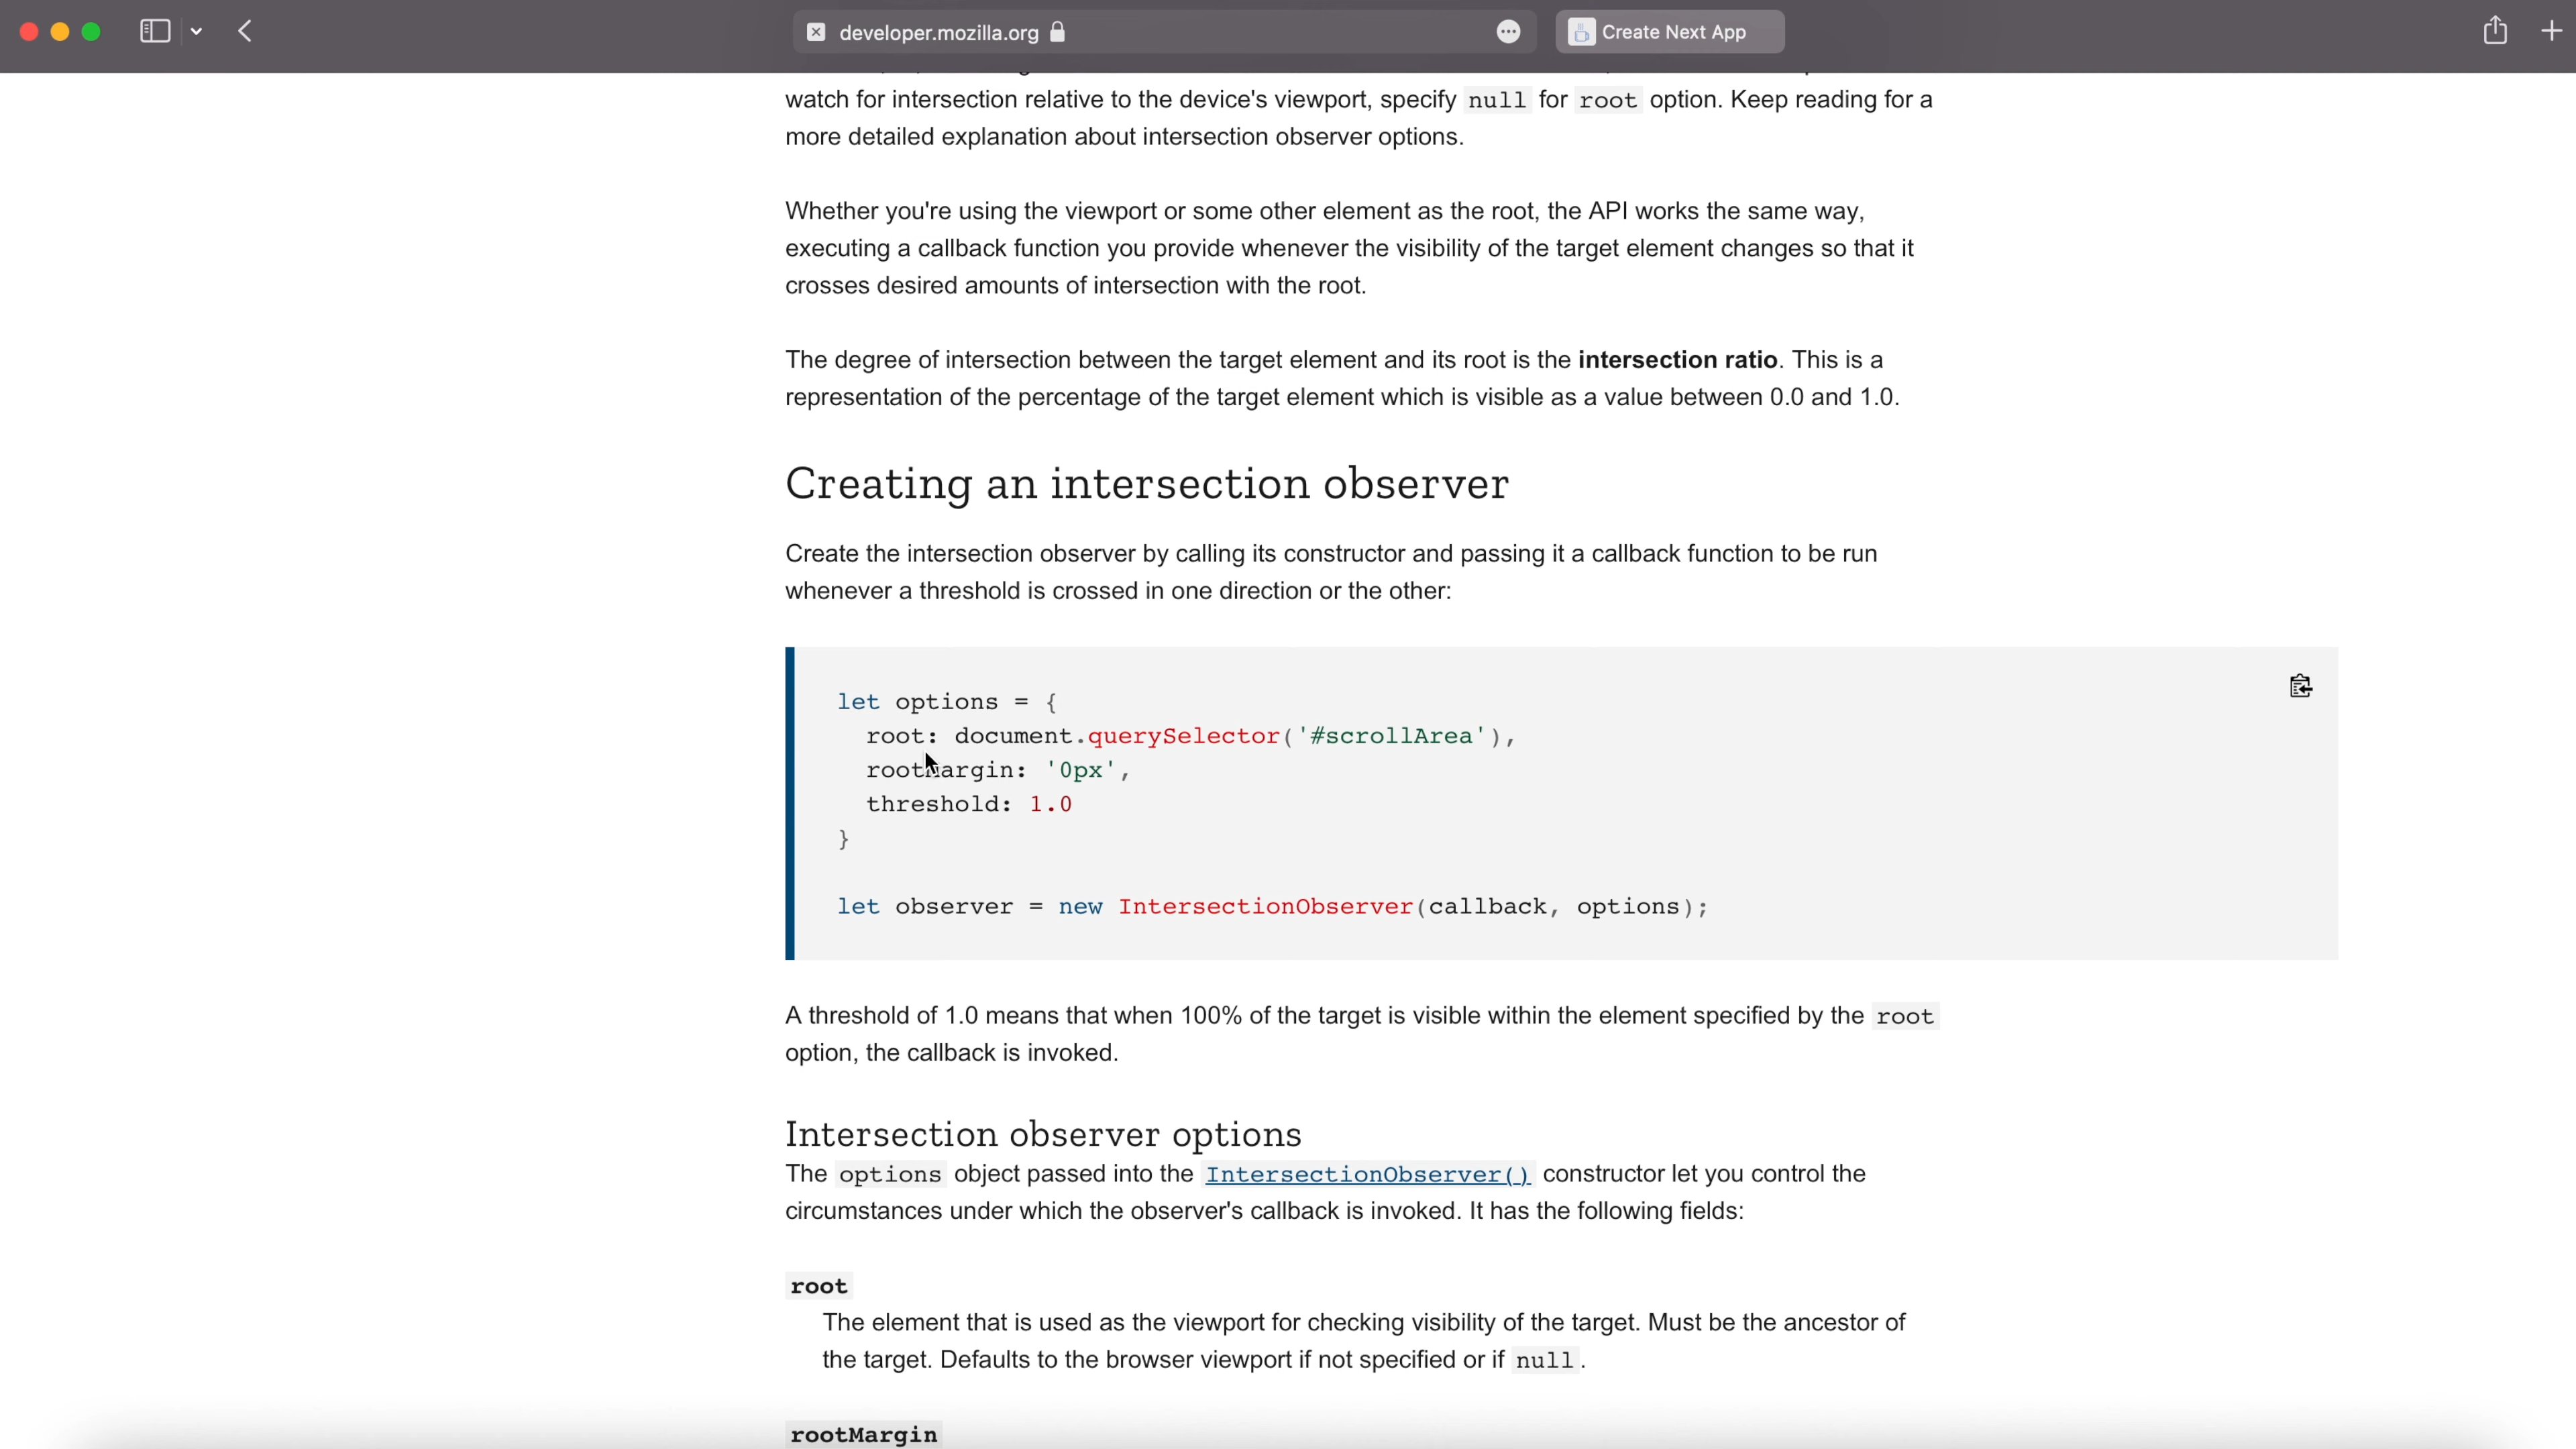 developer.mozilla.org
Create Next App
watch for intersection relative to the device's viewport, specify null for root option. Keep reading for a
more detailed explanation about intersection observer options.
Whether you're using the viewport or some other element as the root, the API works the same way,
executing a callback function you provide whenever the visibility of the target element changes so that it
crosses desired amounts of intersection with the root.
The degree of intersection between the target element and its root is the intersection ratio. This is a
representation of the percentage of the target element which is visible as a value between 0.0 and 1.0.
Creating an intersection observer
Create the intersection observer by calling its constructor and passing it a callback function to be run
whenever a threshold is crossed in one direction or the other:
let options = {
root: document.querySelector('#scrollArea'),
rootMargin: '0px',
threshold: 1.0
}
let observer = new IntersectionObserver(callback, options);
A threshold of 1.0 means that when 100% of the target is visible within the element specified by the root
option, the callback is invoked.
Intersection observer options
The options object passed into the IntersectionObserver() constructor let you control the
circumstances under which the observer's callback is invoked. It has the following fields:
root
The element that is used as the viewport for checking visibility of the target. Must be the ancestor of
the target. Defaults to the browser viewport if not specified or if null.
rootMargin